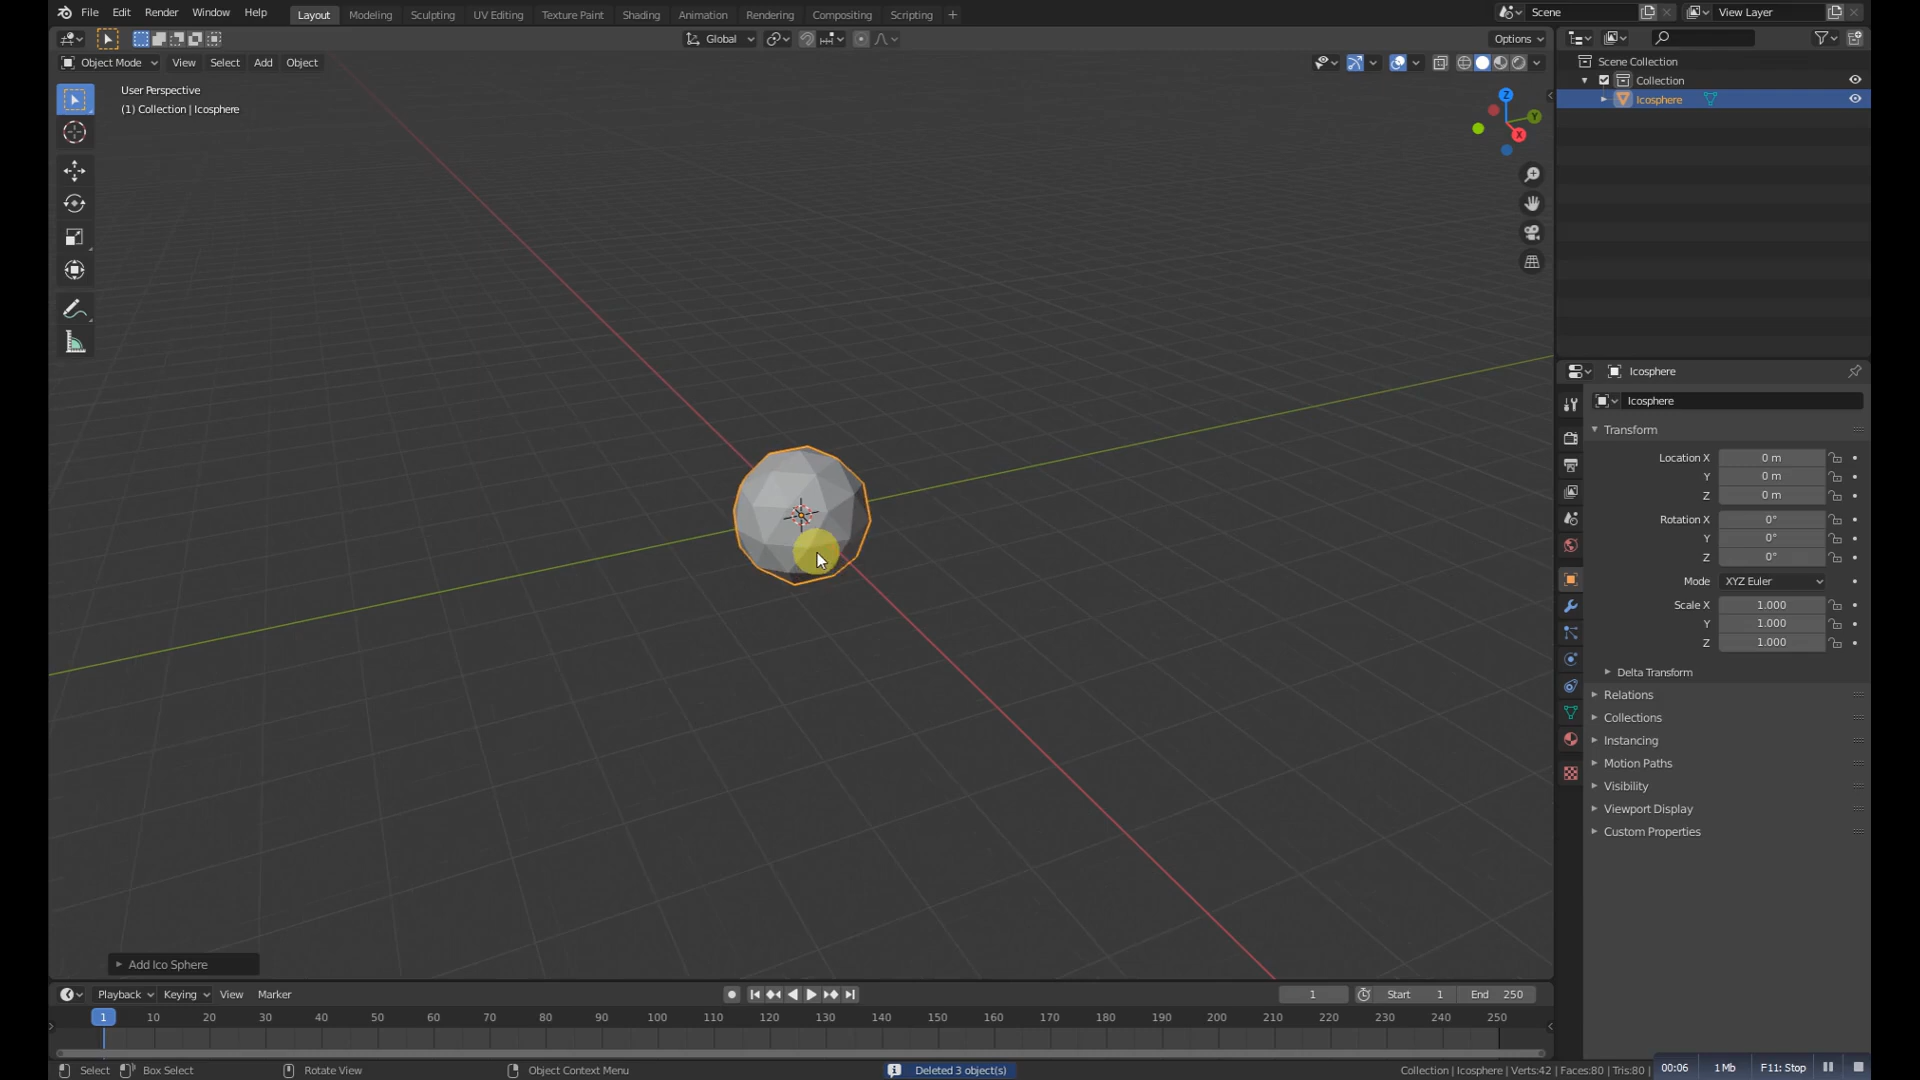 File Edit Render Window Help Layout Modeling Sculpting UV Editing Texture Paint Shading Animation Rendering Compositing Scripting + Scene View Layer
Global Options
Object Mode View Select Add Object
User Perspective
(1) Collection | Icosphere
Z
Y
X
Scene Collection
Collection
Icosphere
Icosphere
Icosphere
Transform
Location X 0 m
Y 0 m
Z 0 m
Rotation X 0°
Y 0°
Z 0°
Mode XYZ Euler
Scale X 1.000
Y 1.000
Z 1.000
Delta Transform
Relations
Collections
Instancing
Motion Paths
Visibility
Viewport Display
Custom Properties
Add Ico Sphere
Playback Keying View Marker 1 Start 1 End 250
1 10 20 30 40 50 60 70 80 90 100 110 120 130 140 150 160 170 180 190 200 210 220 230 240 250
Select Box Select Rotate View Object Context Menu Deleted 3 object(s) Collection | Icosphere | Verts:42 | Faces:80 | Tris:80 |
00:06 1 Mb F11: Stop